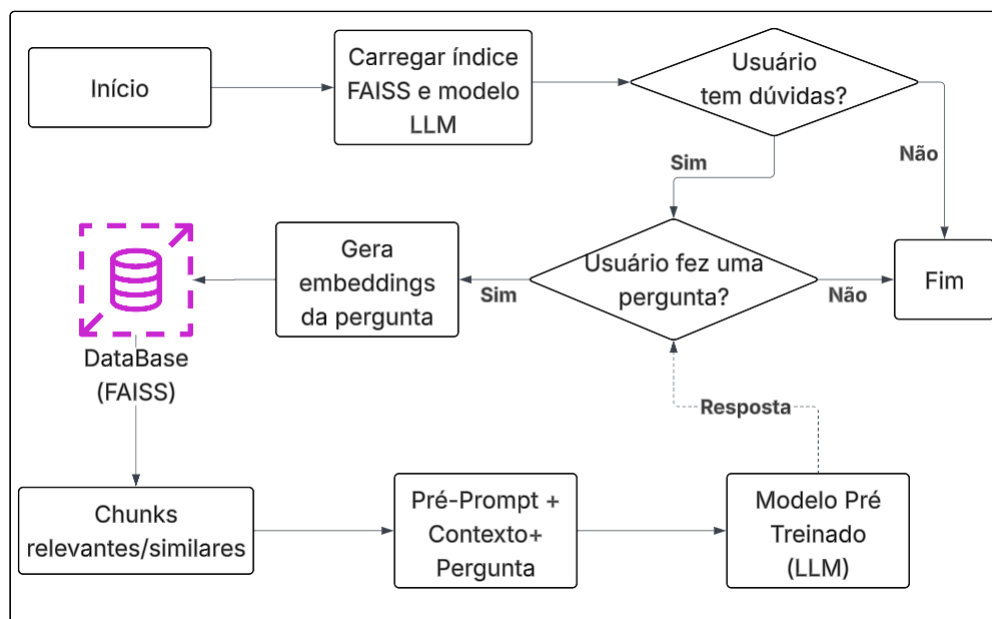 Início
Carregar índice
FAISS e modelo
LLM
Usuário
tem dúvidas?
Sim
Não
Gera
embeddings
da pergunta
Sim
Usuário fez uma
pergunta?
Não
Fim
DataBase
(FAISS)
Resposta
Chunks
relevantes/similares
Pré-Prompt +
Contexto+
Pergunta
Modelo Pré
Treinado
(LLM)